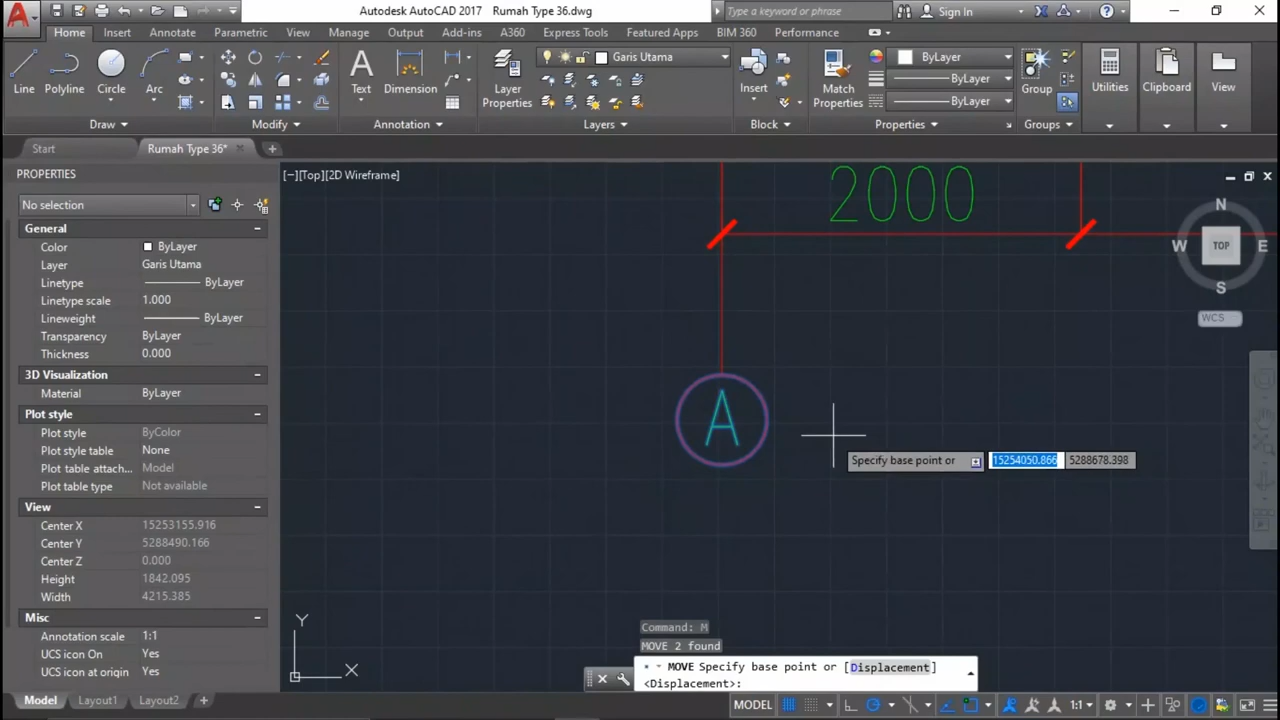 Autodesk AutoCAD 2017 Rumah Type 36.dwg
Type a keyword or phrase
Sign In
Home Insert Annotate Parametric View Manage Output Add-ins A360 Express Tools Featured Apps BIM 360 Performance
Line
Polyline
Circle
Arc
Text
Dimension
Layer Properties
Garis Utama
Insert
Match Properties
ByLayer
ByLayer
ByLayer
Group
Utilities
Clipboard
View
Draw
Modify
Annotation
Layers
Block
Properties
Groups
Start
Rumah Type 36*
PROPERTIES
No selection
General
Color ByLayer
Layer Garis Utama
Linetype ByLayer
Linetype scale 1.000
Lineweight ByLayer
Transparency ByLayer
Thickness 0.000
3D Visualization
Material ByLayer
Plot style
Plot style ByColor
Plot style table None
Plot table attach... Model
Plot table type Not available
View
Center X 15253155.916
Center Y 5288490.166
Center Z 0.000
Height 1842.095
Width 4215.385
Misc
Annotation scale 1:1
UCS icon On Yes
UCS icon at origin Yes
[−][Top][2D Wireframe]
2000
N
W TOP E
S
WCS
A
Specify base point or 15254050.866 5288678.398
Y
X
Command: M
MOVE 2 found
MOVE Specify base point or [Displacement]
<Displacement>:
Model Layout1 Layout2
MODEL 1:1